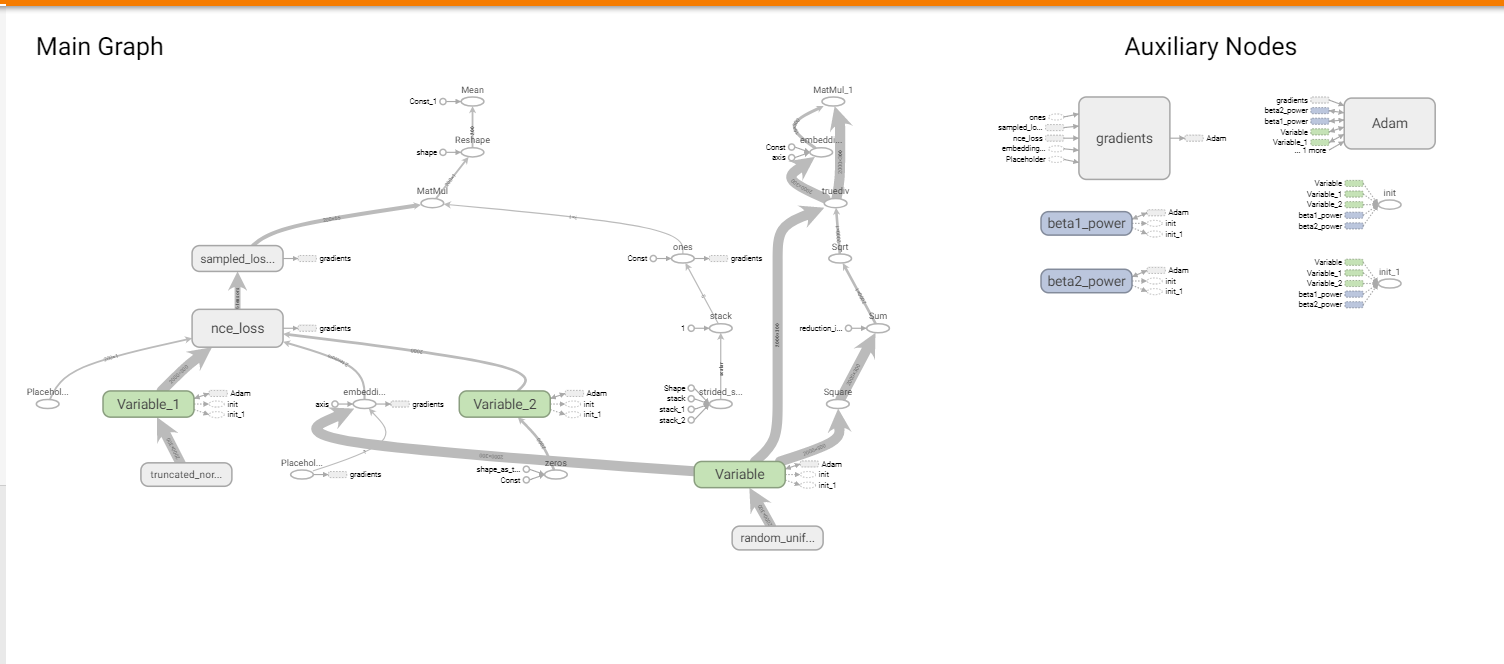 Main Graph
Auxiliary Nodes
Mean
Const_1
Reshape
shape
MatMul
sampled_los...
gradients
nce_loss
gradients
Placehol...
Variable_1
Adam
init
init_1
truncated_nor...
embeddi...
axis
gradients
Placehol...
gradients
Variable_2
Adam
init
init_1
zeros
shape_as_t...
Const
ones
Const
gradients
stack
1
strided_s...
Shape
stack
stack_1
stack_2
MatMul_1
embeddi...
Const
axis
truediv
Sqrt
Sum
reduction_i...
Square
Variable
Adam
init
init_1
random_unif...
gradients
ones
sampled_lo...
nce_loss
embedding...
Placeholder
Adam
Adam
gradients
beta2_power
beta1_power
Variable
Variable_1
... 1 more
beta1_power
Adam
init
init_1
beta2_power
Adam
init
init_1
init
Variable
Variable_1
Variable_2
beta1_power
beta2_power
init_1
Variable
Variable_1
Variable_2
beta1_power
beta2_power